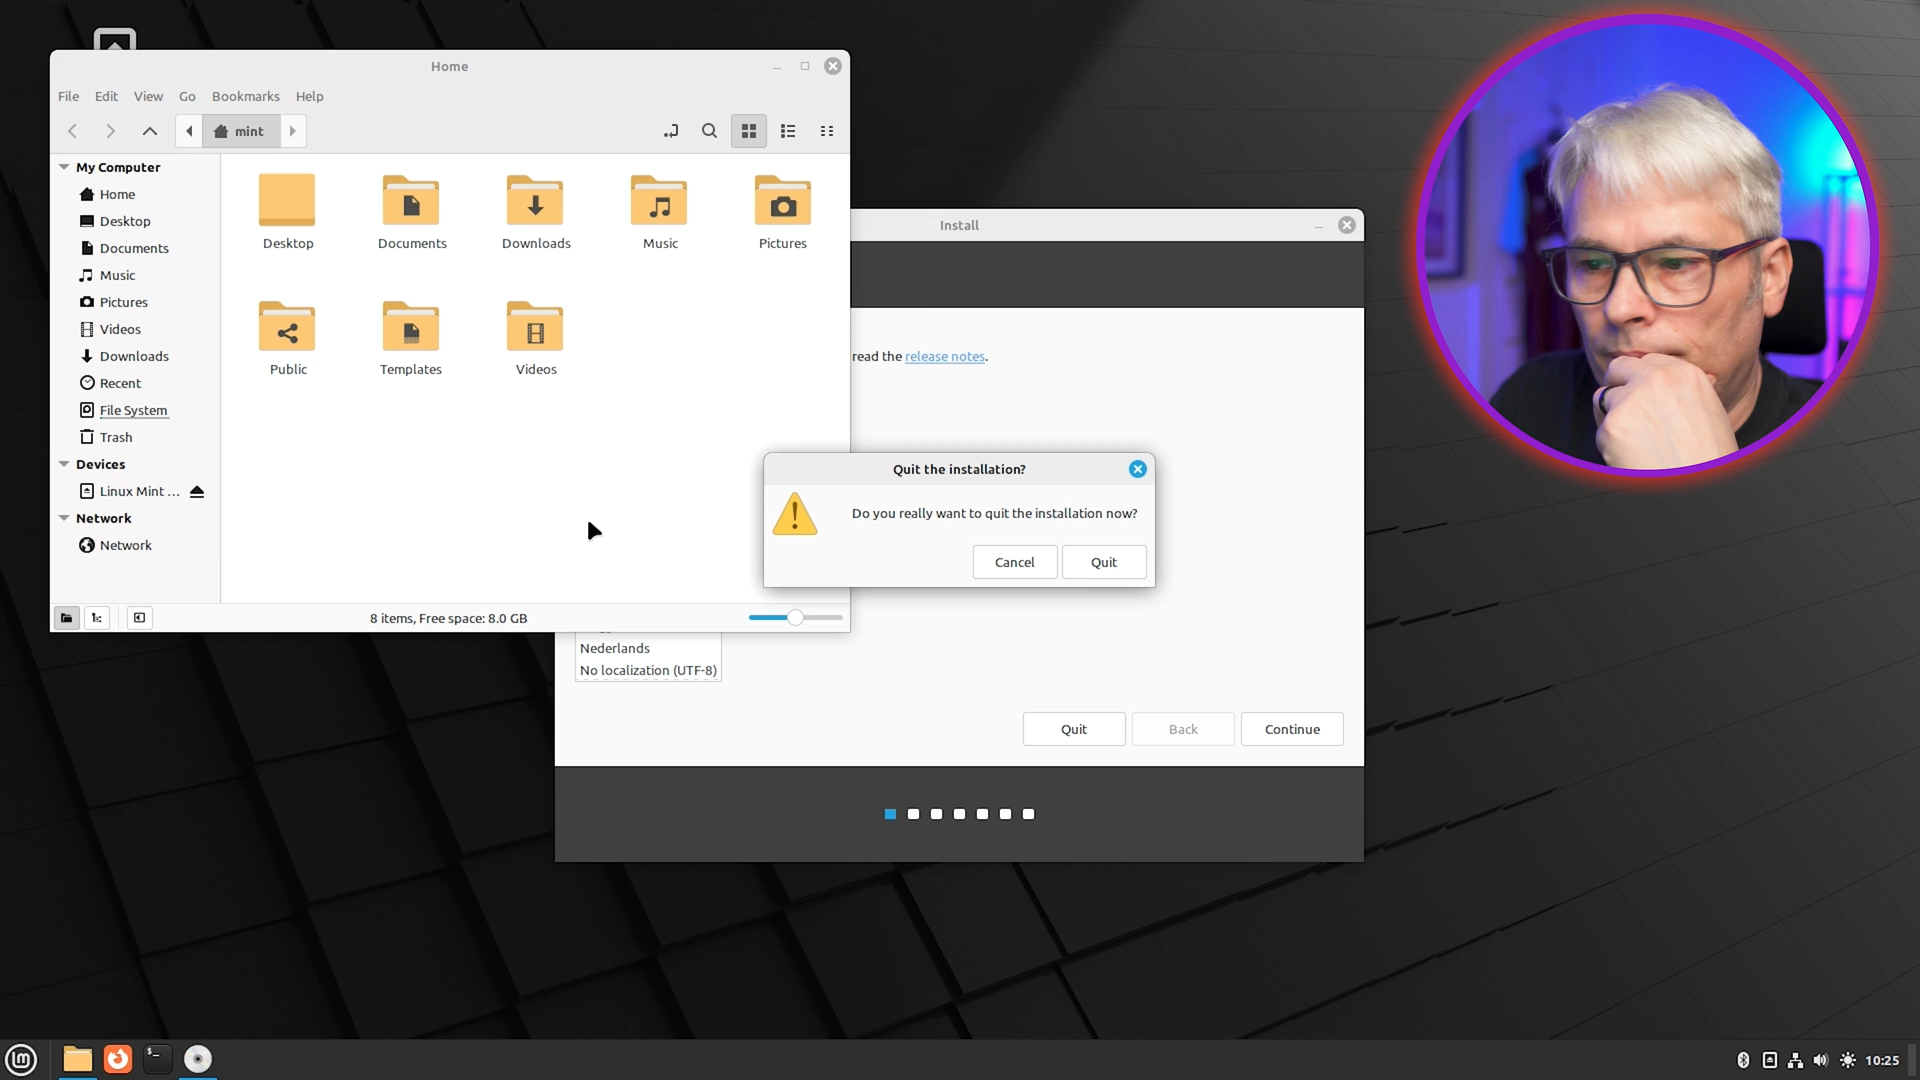 Home
File Edit View Go Bookmarks Help
mint
My Computer
Home
Desktop
Documents
Music
Pictures
Videos
Downloads
Recent
File System
Trash
Devices
Linux Mint ...
Network
Network
Desktop Documents Downloads Music Pictures
Public Templates Videos
8 items, Free space: 8.0 GB
Install
read the release notes.
Quit the installation?
Do you really want to quit the installation now?
Cancel Quit
Nederlands
No localization (UTF-8)
Quit Back Continue
10:25